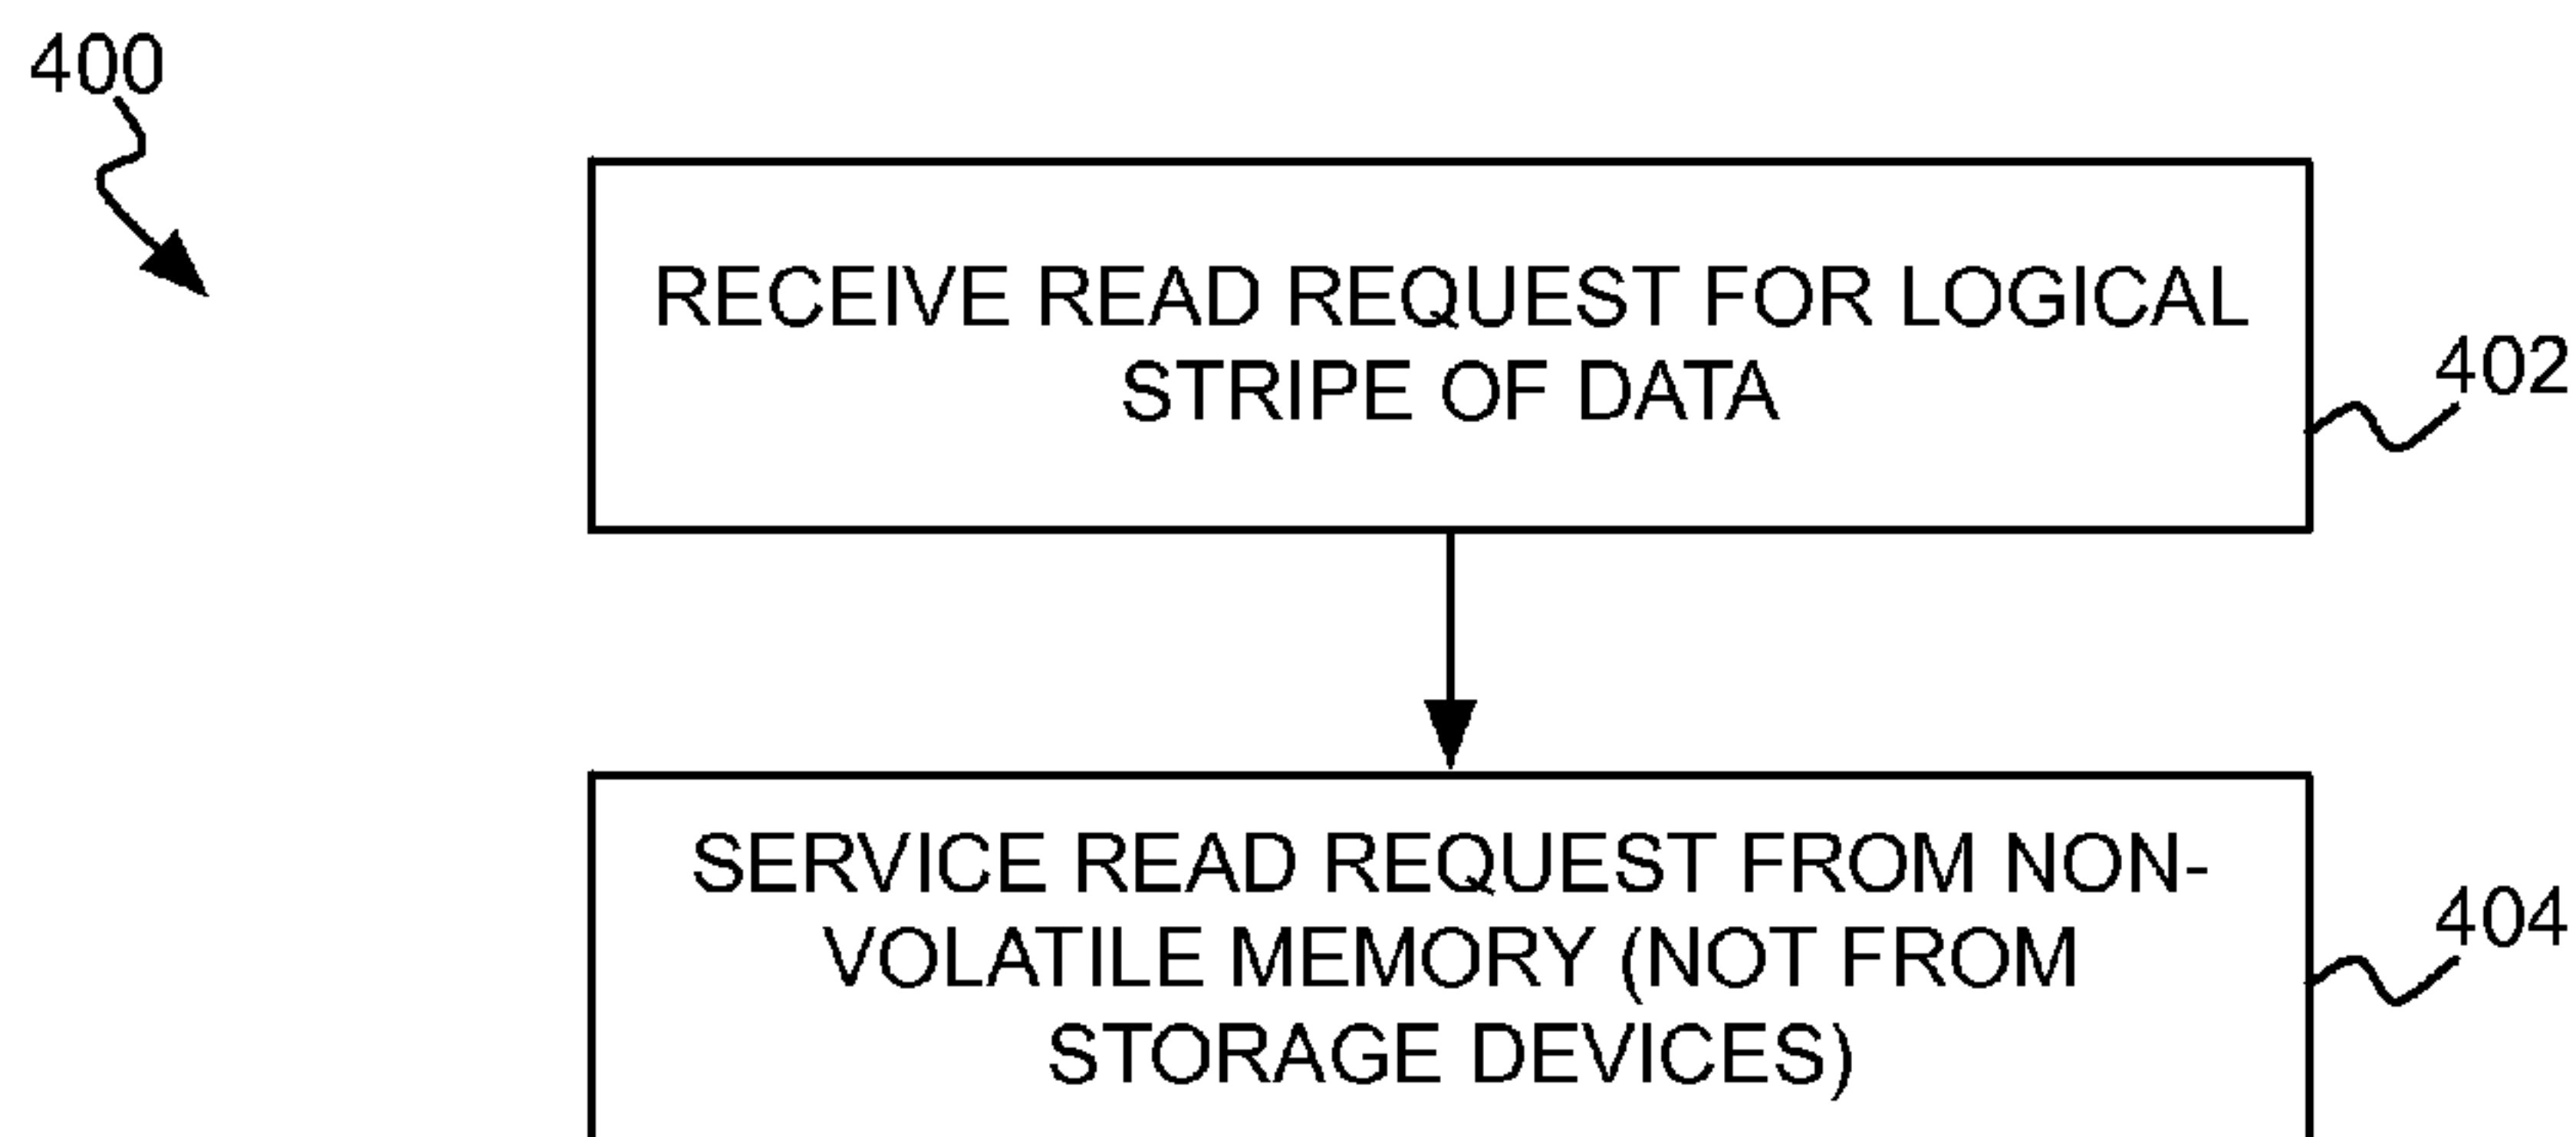 400
RECEIVE READ REQUEST FOR LOGICAL
STRIPE OF DATA
402
SERVICE READ REQUEST FROM NON-
VOLATILE MEMORY (NOT FROM
STORAGE DEVICES)
404